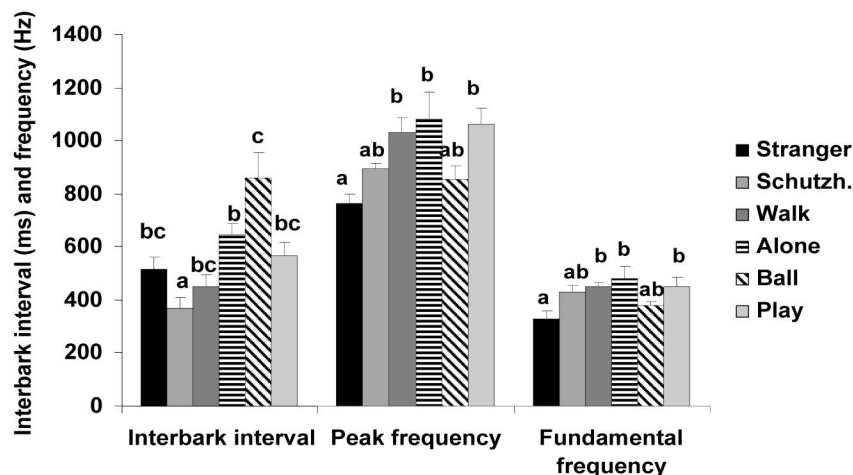 Interbark interval (ms) and frequency (Hz)
1400
1200
1000
800
600
400
200
0
bc
a
bc
b
c
bc
a
ab
b
b
ab
b
a
ab
b
b
ab
b
Interbark interval
Peak frequency
Fundamental
frequency
Stranger
Schutzh.
Walk
Alone
Ball
Play